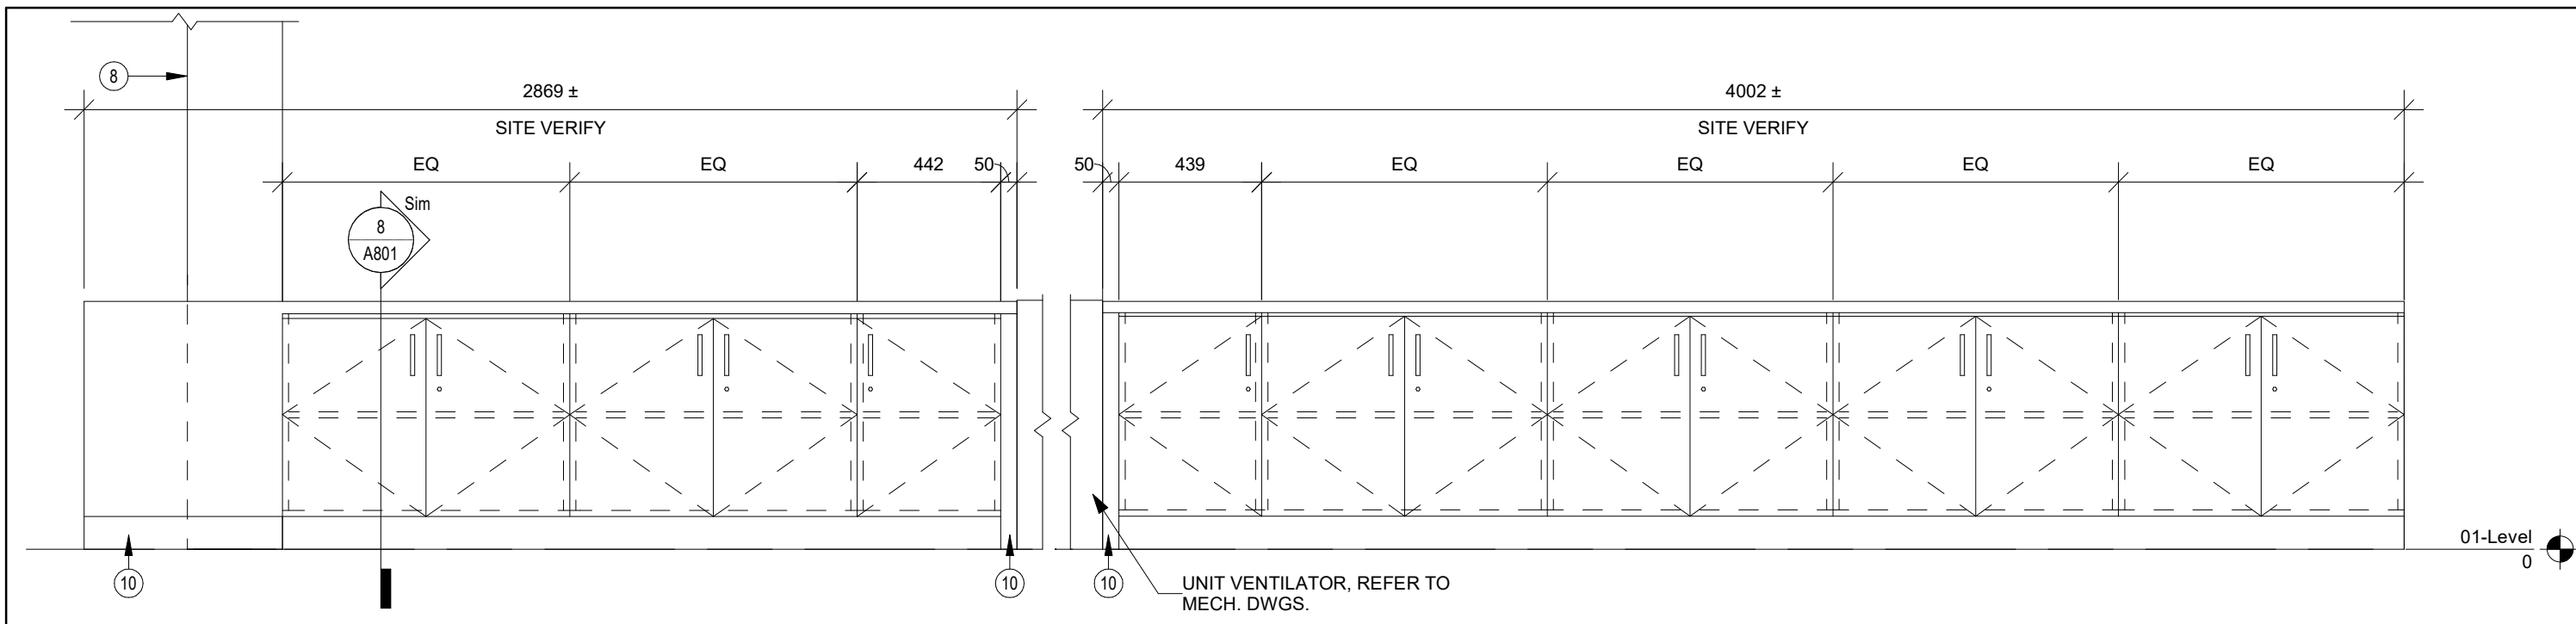 8
2869 ±
SITE VERIFY
EQ
EQ
442
50
8
A801
Sim
4002 ±
SITE VERIFY
50
439
EQ
EQ
EQ
EQ
10
10
10
UNIT VENTILATOR, REFER TO
MECH. DWGS.
01-Level
0